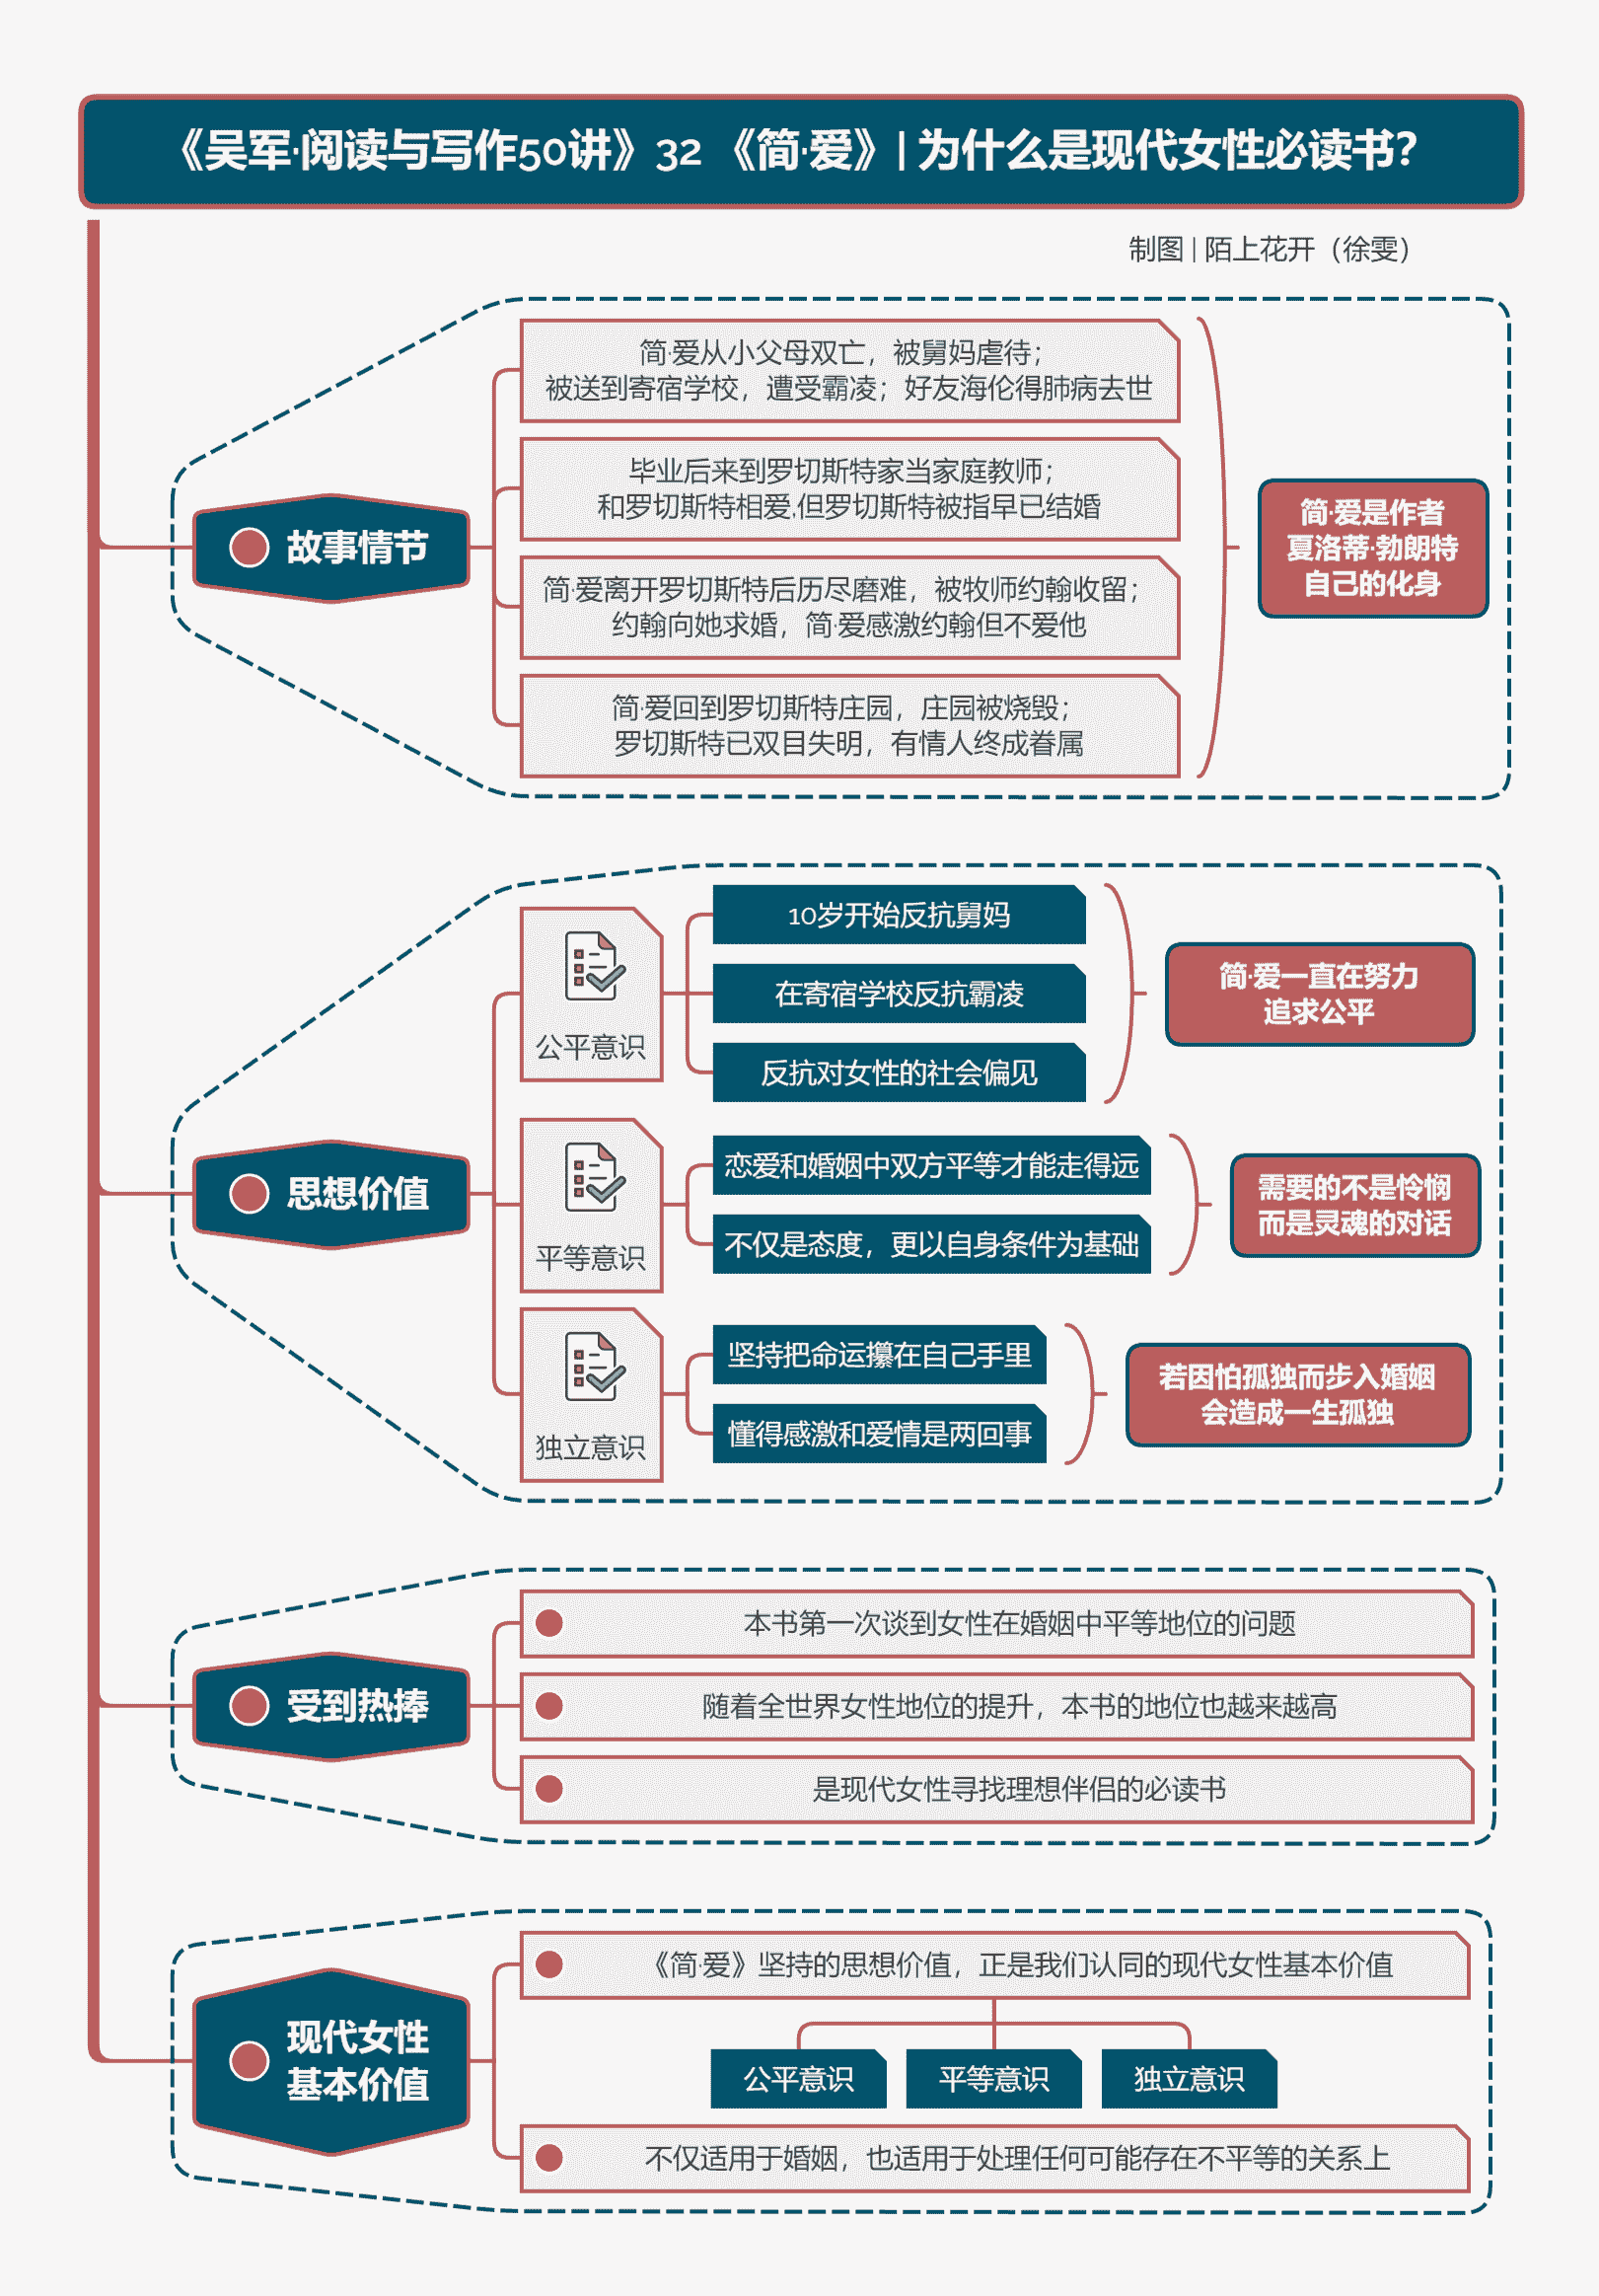 《吴军·阅读与写作50讲》32 《简·爱》| 为什么是现代女性必读书？
制图 | 陌上花开（徐雯）
故事情节
简·爱从小父母双亡，被舅妈虐待；
被送到寄宿学校，遭受霸凌；好友海伦得肺病去世
毕业后来到罗切斯特家当家庭教师；
和罗切斯特相爱.但罗切斯特被指早已结婚
简·爱离开罗切斯特后历尽磨难，被牧师约翰收留；
约翰向她求婚，简·爱感激约翰但不爱他
简·爱回到罗切斯特庄园，庄园被烧毁；
罗切斯特已双目失明，有情人终成眷属
简·爱是作者
夏洛蒂·勃朗特
自己的化身
思想价值
公平意识
10岁开始反抗舅妈
在寄宿学校反抗霸凌
反抗对女性的社会偏见
简·爱一直在努力
追求公平
平等意识
恋爱和婚姻中双方平等才能走得远
不仅是态度，更以自身条件为基础
需要的不是怜悯
而是灵魂的对话
独立意识
坚持把命运攥在自己手里
懂得感激和爱情是两回事
若因怕孤独而步入婚姻
会造成一生孤独
受到热捧
本书第一次谈到女性在婚姻中平等地位的问题
随着全世界女性地位的提升，本书的地位也越来越高
是现代女性寻找理想伴侣的必读书
现代女性
基本价值
《简·爱》坚持的思想价值，正是我们认同的现代女性基本价值
公平意识
平等意识
独立意识
不仅适用于婚姻，也适用于处理任何可能存在不平等的关系上